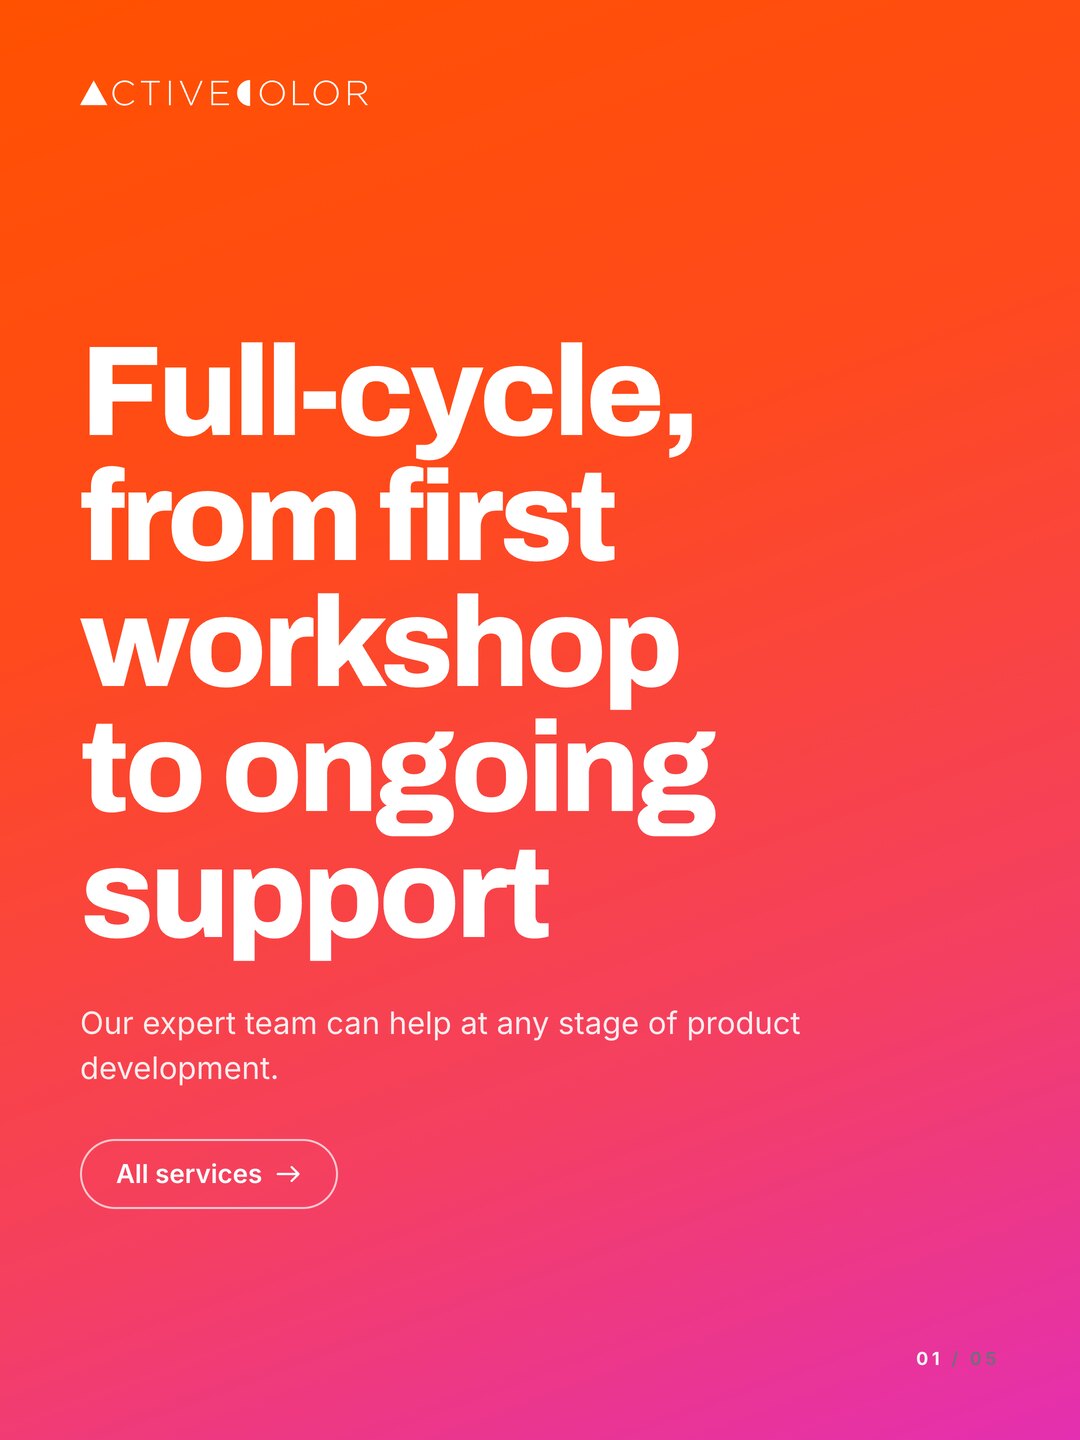 ACTIVECOLOR
Full-cycle,
from first
workshop
to ongoing
support
Our expert team can help at any stage of product
development.
All services →
01 / 05